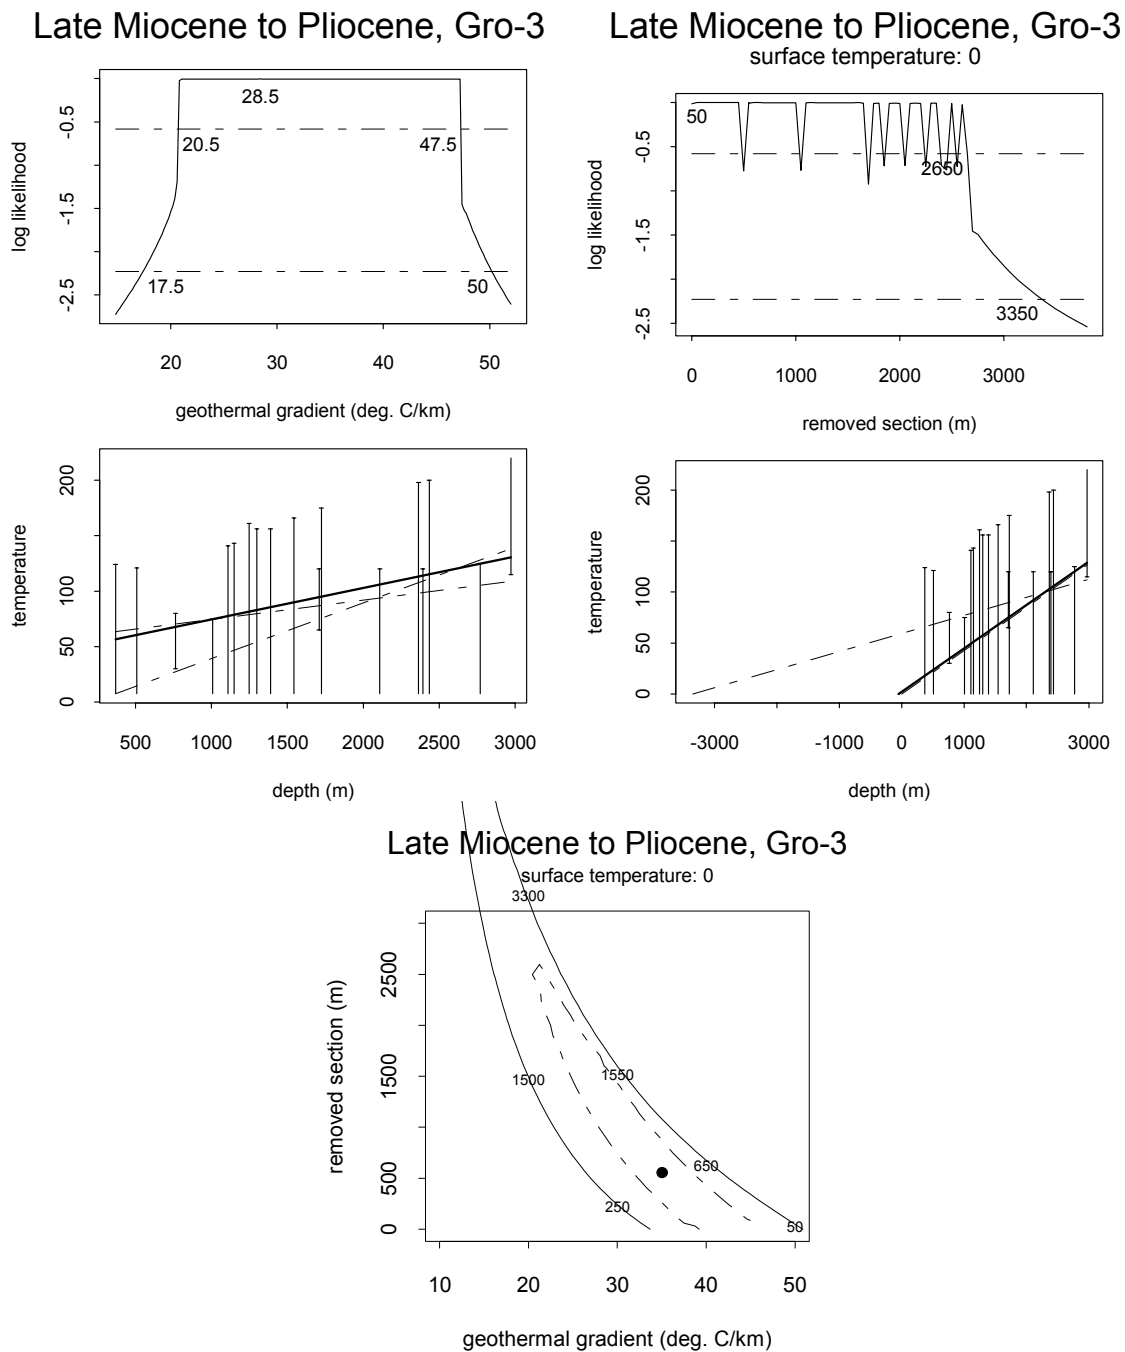 Late Miocene to Pliocene, Gro-3
log likelihood
-0.5
-1.5
-2.5
28.5
20.5
47.5
17.5
50
20 30 40 50
geothermal gradient (deg. C/km)
Late Miocene to Pliocene, Gro-3
surface temperature: 0
log likelihood
-0.5
-1.5
-2.5
50
2650
3350
0 1000 2000 3000
removed section (m)
temperature
200
100
50
0
500 1000 1500 2000 2500 3000
depth (m)
temperature
200
100
50
0
-3000 -1000 0 1000 3000
depth (m)
Late Miocene to Pliocene, Gro-3
surface temperature: 0
removed section (m)
2500
1500
500
0
3300
1500
1550
650
250
50
10 20 30 40 50
geothermal gradient (deg. C/km)